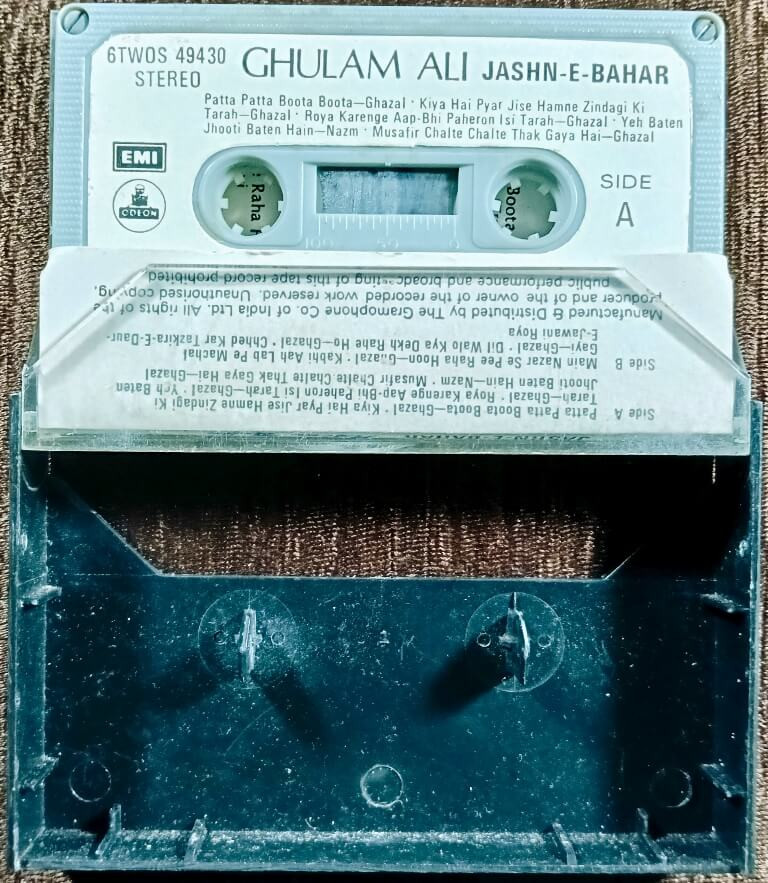 6TWOS 49430
STEREO
GHULAM ALI JASHN-E-BAHAR
Patta Patta Boota Boota—Ghazal · Kiya Hai Pyar Jise Hamne Zindagi Ki
Tarah—Ghazal · Roya Karenge Aap-Bhi Paheron Isi Tarah—Ghazal · Yeh Baten
Jhooti Baten Hain—Nazm · Musafir Chalte Chalte Thak Gaya Hai—Ghazal
EMI
ODEON
Raha
Boota
SIDE
A
100 50 0
JASHN-E-BAHAR
Side A Patta Patta Boota Boota—Ghazal · Kiya Hai Pyar Jise Hamne Zindagi Ki
Tarah—Ghazal · Roya Karenge Aap-Bhi Paheron Isi Tarah—Ghazal · Yeh Baten
Jhooti Baten Hain—Nazm · Musafir Chalte Chalte Thak Gaya Hai—Ghazal
Side B Main Nazar Se Pee Raha Hoon—Ghazal · Kabhi Aah Lab Pe Machal
Gayi—Ghazal · Dil Walo Kya Dekh Rahe Ho—Ghazal · Chhed Kar Tazkira-E-Daur-
E-Jawani Roya
Manufactured & Distributed by The Gramophone Co. of India Ltd. All rights of the
producer and of the owner of the recorded work reserved. Unauthorised copying,
public performance and broadcasting of this tape record prohibited